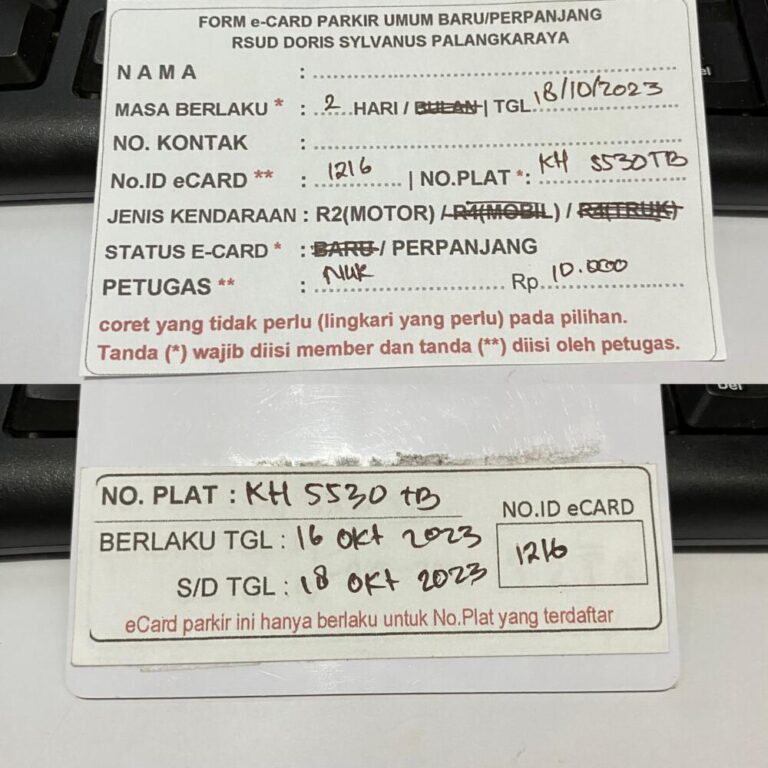 FORM e-CARD PARKIR UMUM BARU/PERPANJANG
RSUD DORIS SYLVANUS PALANGKARAYA
NAMA : ........................................
MASA BERLAKU * : 2 HARI / BULAN | TGL 18/10/2023
NO. KONTAK : ........................................
No.ID eCARD ** : 1216 | NO.PLAT *: KH 5530 TB
JENIS KENDARAAN : R2(MOTOR) / R4(MOBIL) / R4(TRUK)
STATUS E-CARD * : BARU / PERPANJANG
PETUGAS ** : NUK Rp. 10.000
coret yang tidak perlu (lingkari yang perlu) pada pilihan.
Tanda (*) wajib diisi member dan tanda (**) diisi oleh petugas.
Del
NO. PLAT : KH 5530 TB
NO.ID eCARD
BERLAKU TGL : 16 OKT 2023
1216
S/D TGL : 18 OKT 2023
eCard parkir ini hanya berlaku untuk No.Plat yang terdaftar